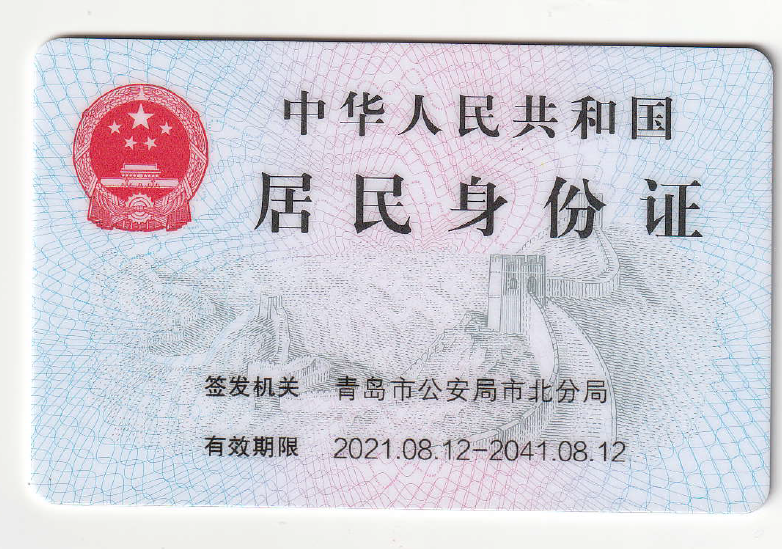 中华人民共和国
居民身份证
签发机关 青岛市公安局市北分局
有效期限 2021.08.12-2041.08.12